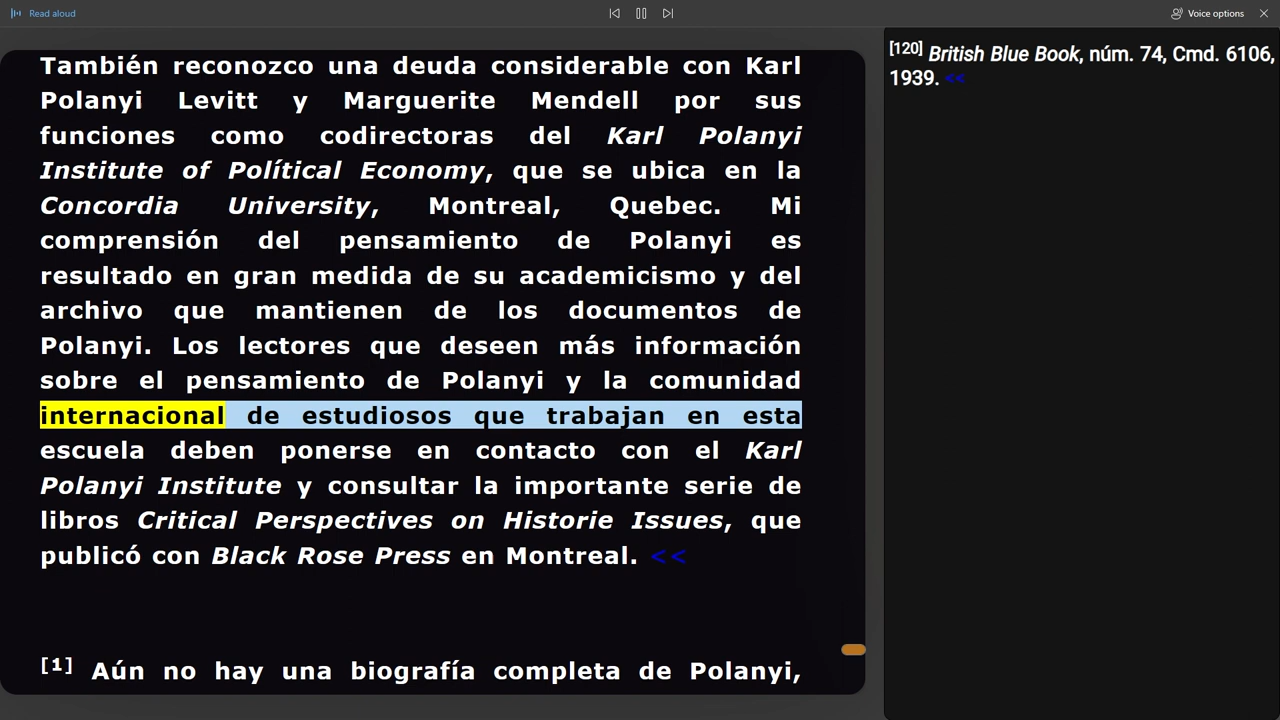 Read aloud
Voice options
También reconozco una deuda considerable con Karl
Polanyi Levitt y Marguerite Mendell por sus
funciones como codirectoras del Karl Polanyi
Institute of Política​l Economy, que se ubica en la
Concordia University, Montreal, Quebec. Mi
comprensión del pensamiento de Polanyi es
resultado en gran medida de su academicismo y del
archivo que mantienen de los documentos de
Polanyi. Los lectores que deseen más información
sobre el pensamiento de Polanyi y la comunidad
internacional de estudiosos que trabajan en esta
escuela deben ponerse en contacto con el Karl
Polanyi Institute y consultar la importante serie de
libros Critical Perspectives on Historie Issues, que
publicó con Black Rose Press en Montreal. <<
[1] Aún no hay una biografía completa de Polanyi,
[120] British Blue Book, núm. 74, Cmd. 6106,
1939. <<